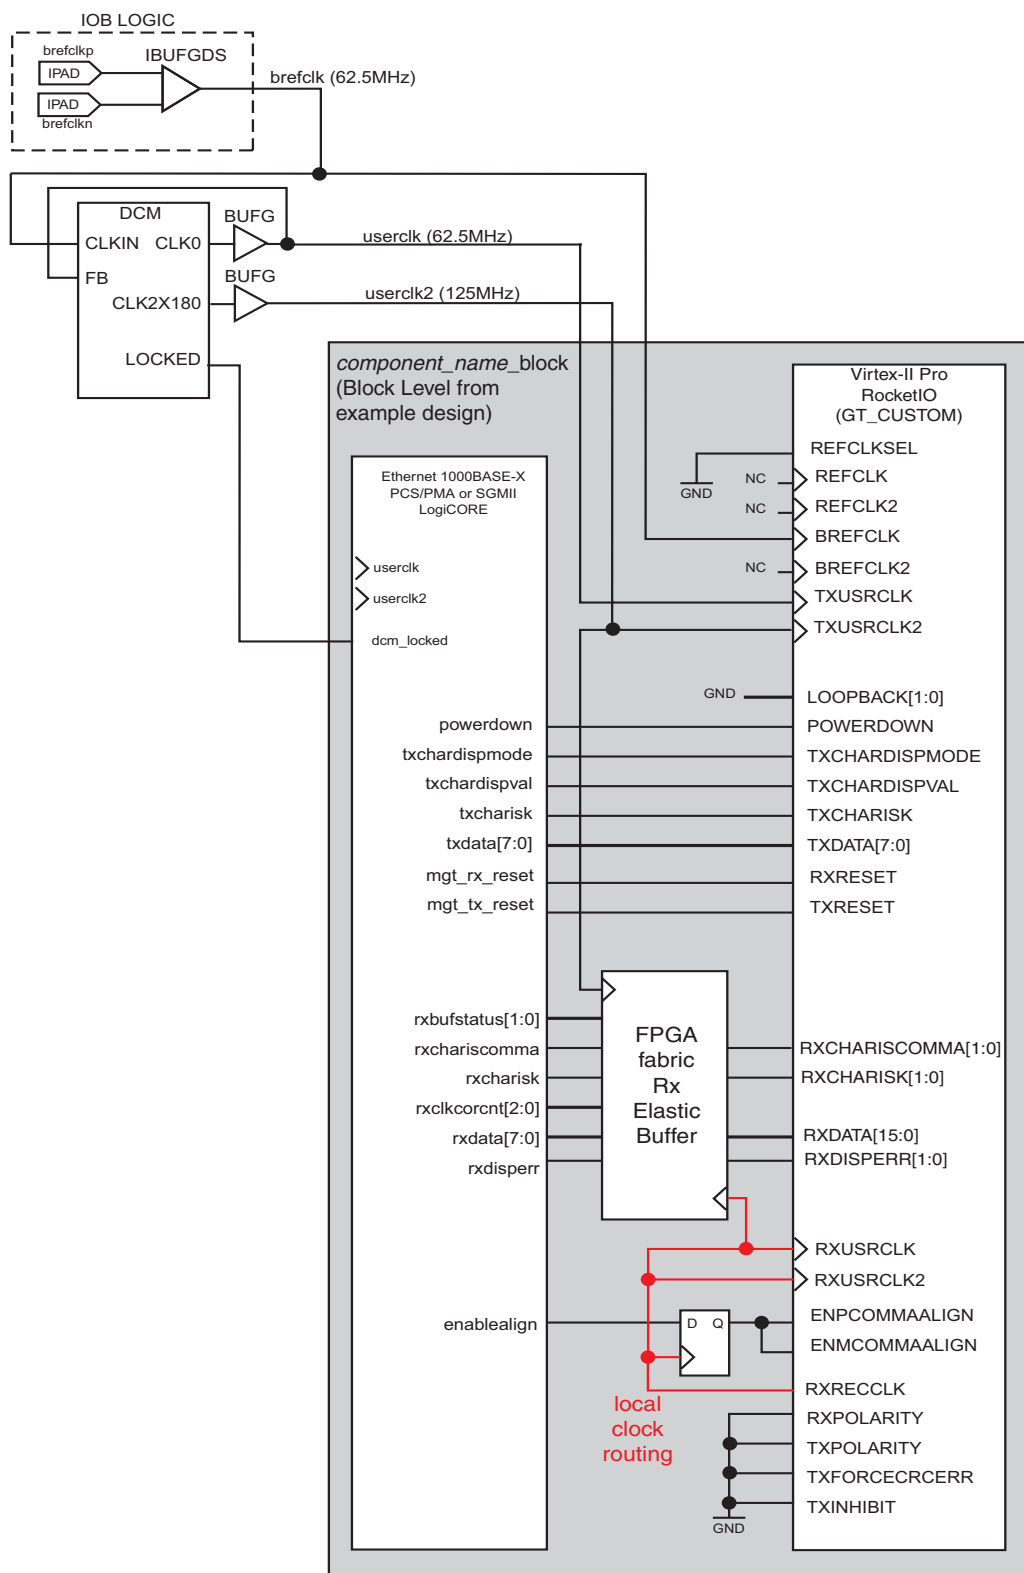 IOB LOGIC
brefclkp
IBUFGDS
IPAD
brefclk (62.5MHz)
IPAD
brefclkn
DCM
BUFG
CLKIN
CLK0
userclk (62.5MHz)
FB
BUFG
CLK2X180
userclk2 (125MHz)
LOCKED
component_name_block
(Block Level from
example design)
Virtex-II Pro
RocketIO
(GT_CUSTOM)
REFCLKSEL
GND
NC
REFCLK
NC
REFCLK2
BREFCLK
NC
BREFCLK2
TXUSRCLK
TXUSRCLK2
Ethernet 1000BASE-X
PCS/PMA or SGMII
LogiCORE
userclk
userclk2
dcm_locked
GND
LOOPBACK[1:0]
powerdown
POWERDOWN
txchardispmode
TXCHARDISPMODE
txchardispval
TXCHARDISPVAL
txcharisk
TXCHARISK
txdata[7:0]
TXDATA[7:0]
mgt_rx_reset
RXRESET
mgt_tx_reset
TXRESET
FPGA
fabric
Rx
Elastic
Buffer
rxbufstatus[1:0]
rxchariscomma
RXCHARISCOMMA[1:0]
rxcharisk
RXCHARISK[1:0]
rxclkcorcnt[2:0]
rxdata[7:0]
RXDATA[15:0]
rxdisperr
RXDISPERR[1:0]
RXUSRCLK
RXUSRCLK2
enablealign
D
Q
ENPCOMMAALIGN
ENMCOMMAALIGN
RXRECCLK
local
clock
routing
RXPOLARITY
TXPOLARITY
TXFORCECRCERR
TXINHIBIT
GND